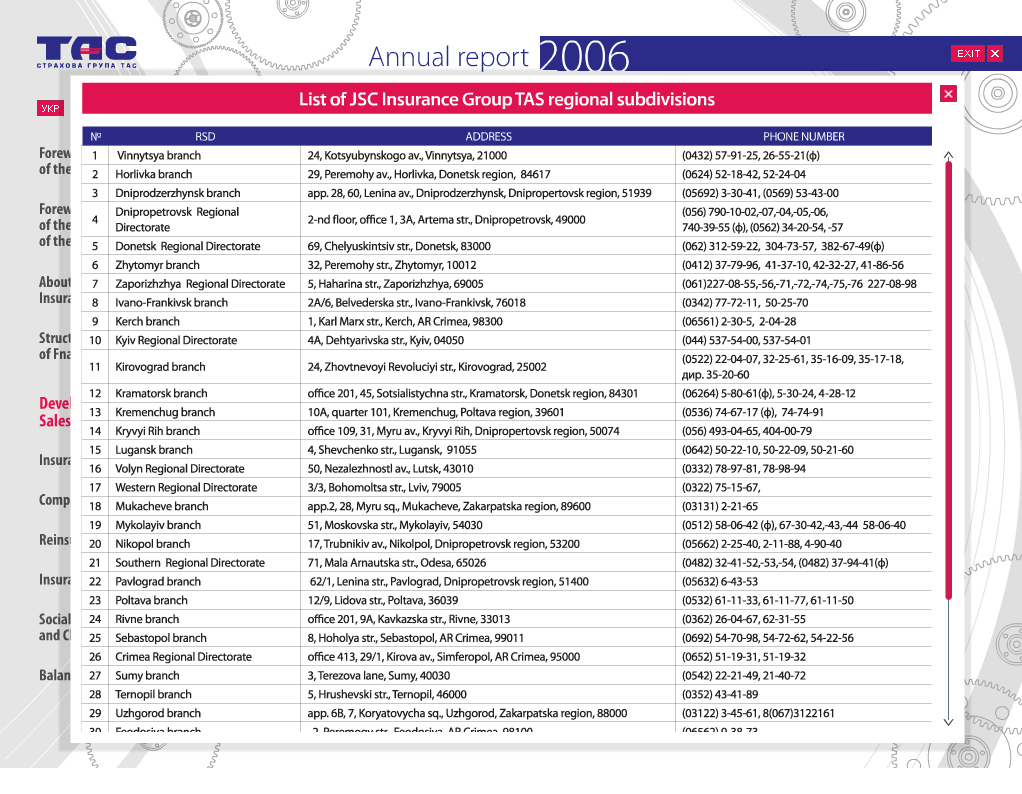 ТАС
СТРАХОВА ГРУПА ТАС
Annual report 2006
EXIT
УКР
List of JSC Insurance Group TAS regional subdivisions
№ RSD ADDRESS PHONE NUMBER
1 Vinnytsya branch 24, Kotsyubynskogo av., Vinnytsya, 21000 (0432) 57-91-25, 26-55-21(ф)
2 Horlivka branch 29, Peremohy av., Horlivka, Donetsk region, 84617 (0624) 52-18-42, 52-24-04
3 Dniprodzerzhynsk branch app. 28, 60, Lenina av., Dniprodzerzhynsk, Dnipropertovsk region, 51939 (05692) 3-30-41, (0569) 53-43-00
4 Dnipropetrovsk Regional Directorate 2-nd floor, office 1, 3A, Artema str., Dnipropetrovsk, 49000 (056) 790-10-02,-07,-04,-05,-06,
740-39-55 (ф), (0562) 34-20-54, -57
5 Donetsk Regional Directorate 69, Chelyuskintsiv str., Donetsk, 83000 (062) 312-59-22, 304-73-57, 382-67-49(ф)
6 Zhytomyr branch 32, Peremohy str., Zhytomyr, 10012 (0412) 37-79-96, 41-37-10, 42-32-27, 41-86-56
7 Zaporizhzhya Regional Directorate 5, Haharina str., Zaporizhzhya, 69005 (061)227-08-55,-56,-71,-72,-74,-75,-76 227-08-98
8 Ivano-Frankivsk branch 2A/6, Belvederska str., Ivano-Frankivsk, 76018 (0342) 77-72-11, 50-25-70
9 Kerch branch 1, Karl Marx str., Kerch, AR Crimea, 98300 (06561) 2-30-5, 2-04-28
10 Kyiv Regional Directorate 4A, Dehtyarivska str., Kyiv, 04050 (044) 537-54-00, 537-54-01
11 Kirovograd branch 24, Zhovtnevoyi Revoluciyi str., Kirovograd, 25002 (0522) 22-04-07, 32-25-61, 35-16-09, 35-17-18,
дир. 35-20-60
12 Kramatorsk branch office 201, 45, Sotsialistychna str., Kramatorsk, Donetsk region, 84301 (06264) 5-80-61(ф), 5-30-24, 4-28-12
13 Kremenchug branch 10A, quarter 101, Kremenchug, Poltava region, 39601 (0536) 74-67-17 (ф), 74-74-91
14 Kryvyi Rih branch office 109, 31, Myru av., Kryvyi Rih, Dnipropertovsk region, 50074 (056) 493-04-65, 404-00-79
15 Lugansk branch 4, Shevchenko str., Lugansk, 91055 (0642) 50-22-10, 50-22-09, 50-21-60
16 Volyn Regional Directorate 50, Nezalezhnostl av., Lutsk, 43010 (0332) 78-97-81, 78-98-94
17 Western Regional Directorate 3/3, Bohomoltsa str., Lviv, 79005 (0322) 75-15-67,
18 Mukacheve branch app.2, 28, Myru sq., Mukacheve, Zakarpatska region, 89600 (03131) 2-21-65
19 Mykolayiv branch 51, Moskovska str., Mykolayiv, 54030 (0512) 58-06-42 (ф), 67-30-42,-43,-44 58-06-40
20 Nikopol branch 17, Trubnikiv av., Nikolpol, Dnipropetrovsk region, 53200 (05662) 2-25-40, 2-11-88, 4-90-40
21 Southern Regional Directorate 71, Mala Arnautska str., Odesa, 65026 (0482) 32-41-52,-53,-54, (0482) 37-94-41(ф)
22 Pavlograd branch 62/1, Lenina str., Pavlograd, Dnipropetrovsk region, 51400 (05632) 6-43-53
23 Poltava branch 12/9, Lidova str., Poltava, 36039 (0532) 61-11-33, 61-11-77, 61-11-50
24 Rivne branch office 201, 9A, Kavkazska str., Rivne, 33013 (0362) 26-04-67, 62-31-55
25 Sebastopol branch 8, Hoholya str., Sebastopol, AR Crimea, 99011 (0692) 54-70-98, 54-72-62, 54-22-56
26 Crimea Regional Directorate office 413, 29/1, Kirova av., Simferopol, AR Crimea, 95000 (0652) 51-19-31, 51-19-32
27 Sumy branch 3, Terezova lane, Sumy, 40030 (0542) 22-21-49, 21-40-72
28 Ternopil branch 5, Hrushevski str., Ternopil, 46000 (0352) 43-41-89
29 Uzhgorod branch app. 6B, 7, Koryatovycha sq., Uzhgorod, Zakarpatska region, 88000 (03122) 3-45-61, 8(067)3122161
30 Feodosiya branch 2, Peremogy str., Feodosiya, AR Crimea, 98100 (06562) 9-38-73
Forew
of the
Forew
of the
of the
About
Insura
Struct
of Fna
Devel
Sales
Insura
Comp
Reins
Insura
Social
and Cl
Balan